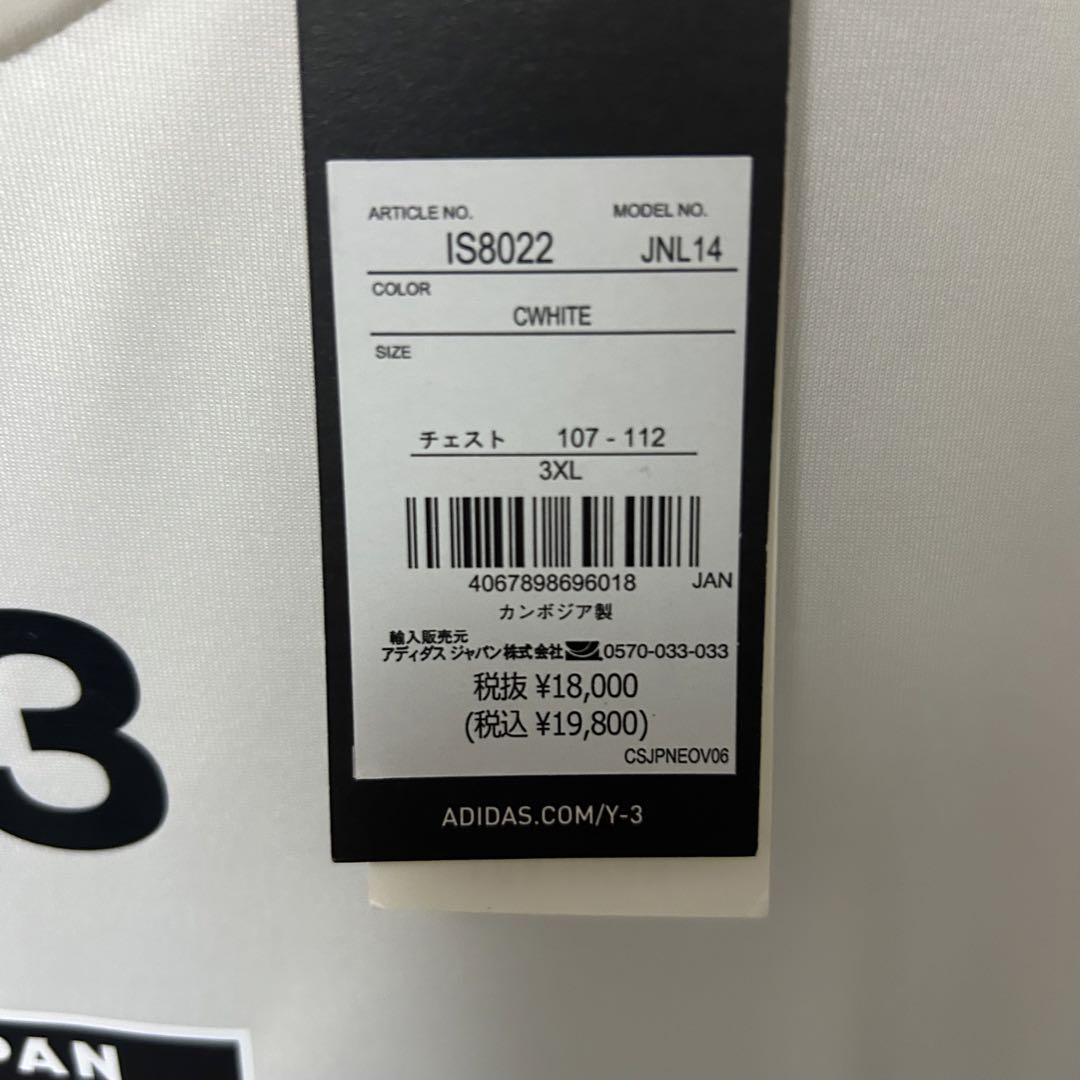 ARTICLE NO. MODEL NO.
IS8022 JNL14
COLOR
CWHITE
SIZE
チェスト 107 - 112
3XL
4067898696018 JAN
カンボジア製
輸入販売元
アディダス ジャパン株式会社 0570-033-033
税抜 ¥18,000
(税込 ¥19,800)
CSJPNEOV06
ADIDAS.COM/Y-3
3
PAN